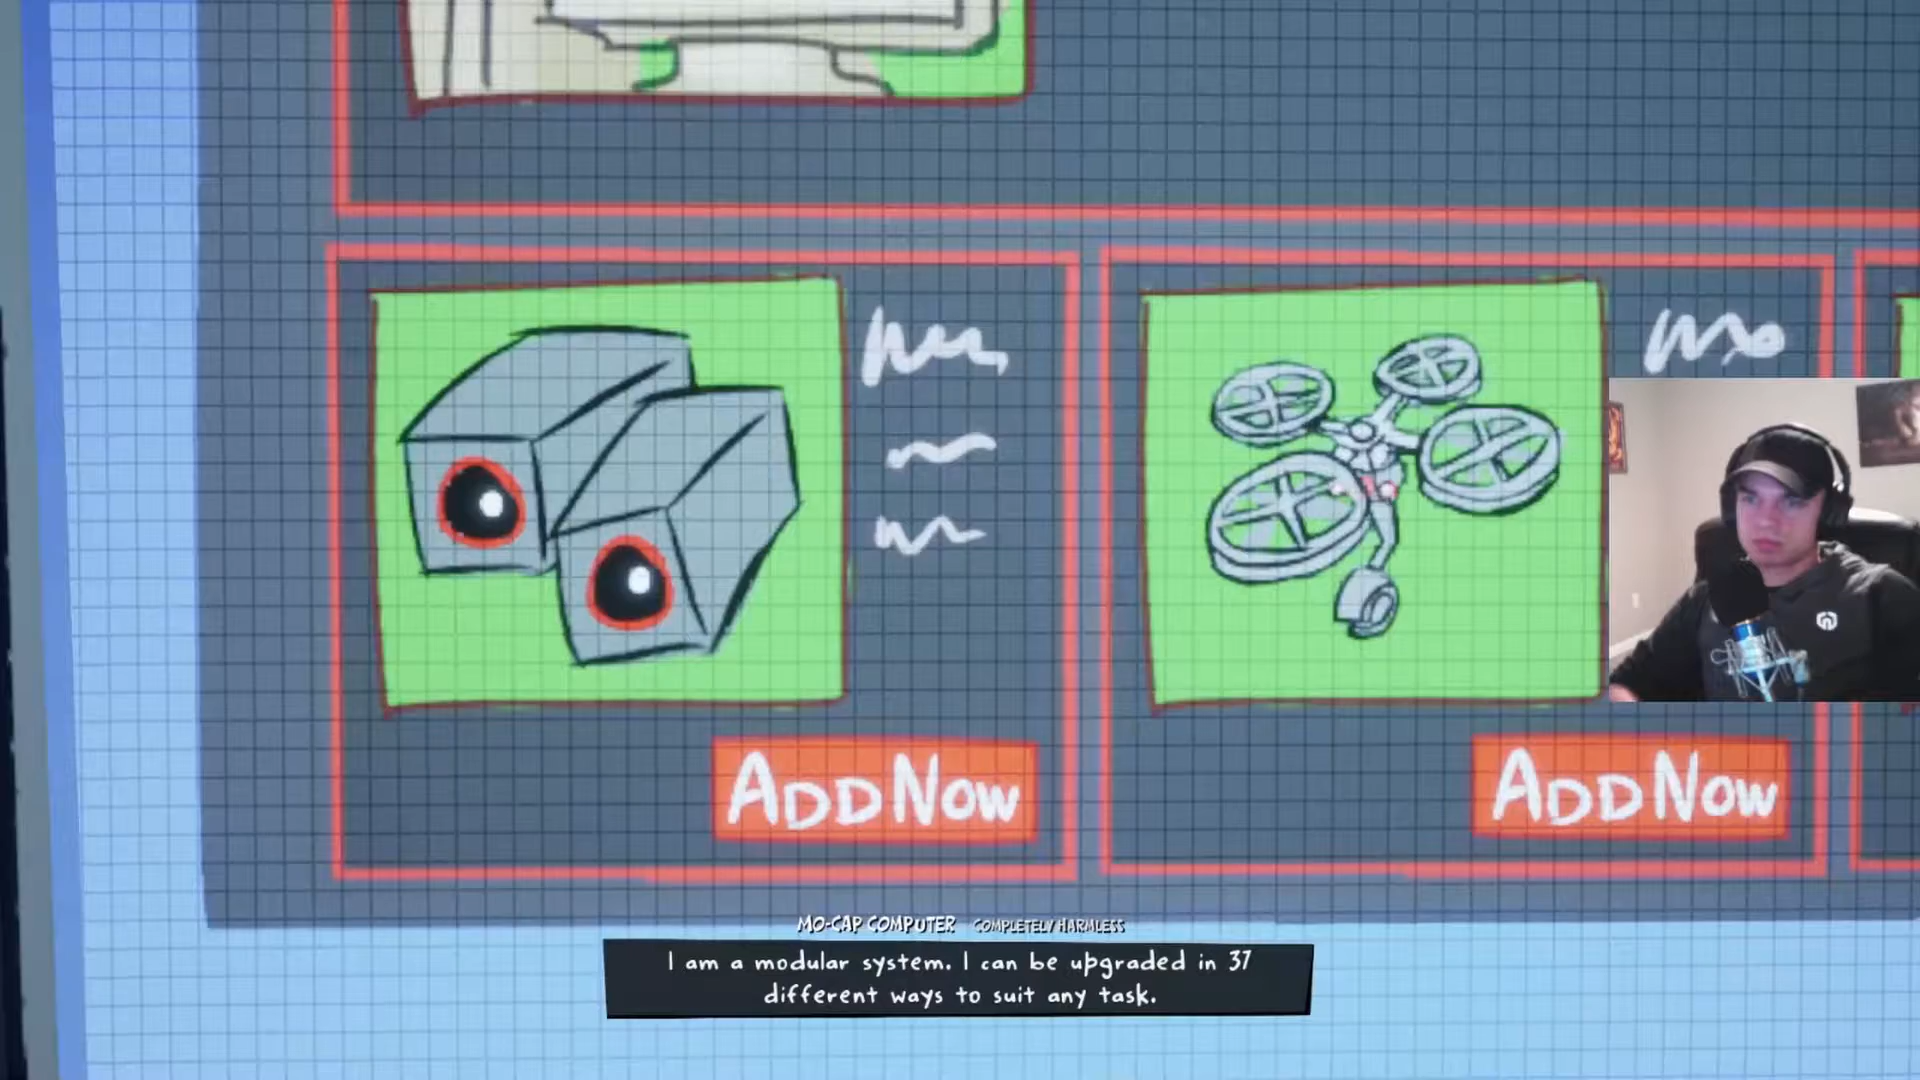 ADD NOW
ADD NOW
MO-CAP COMPUTER COMPLETELY HARMLESS
I am a modular system. I can be upgraded in 37
different ways to suit any task.